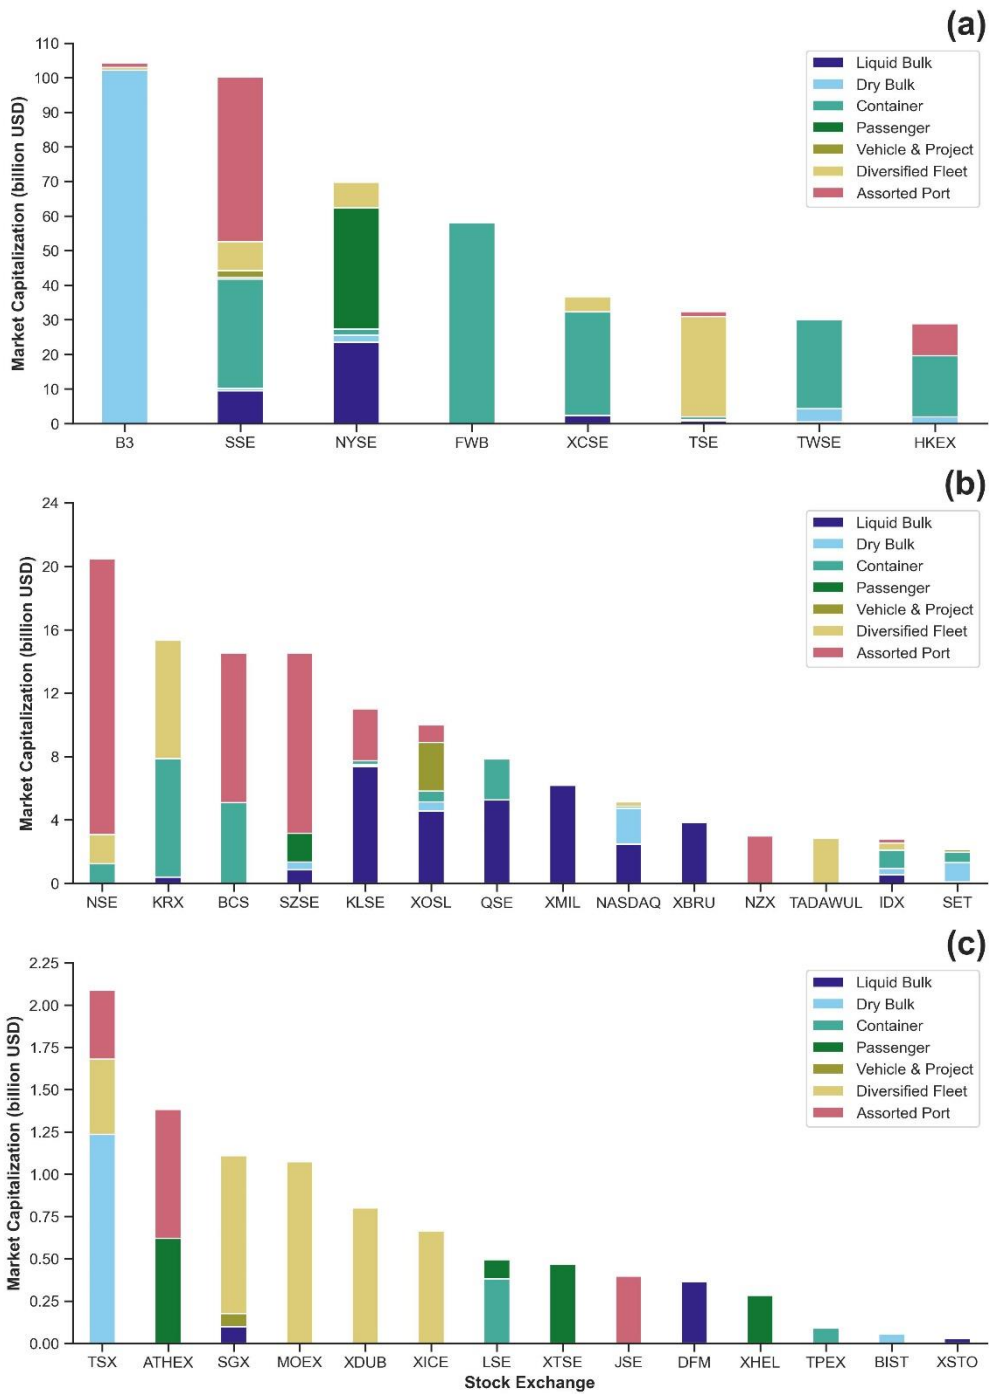 (a)
110
100
90
80
70
60
50
40
30
20
10
0
Market Capitalization (billion USD)
Liquid Bulk
Dry Bulk
Container
Passenger
Vehicle & Project
Diversified Fleet
Assorted Port
B3 SSE NYSE FWB XCSE TSE TWSE HKEX
(b)
24
20
16
12
8
4
0
Market Capitalization (billion USD)
Liquid Bulk
Dry Bulk
Container
Passenger
Vehicle & Project
Diversified Fleet
Assorted Port
NSE KRX BCS SZSE KLSE XOSL QSE XMIL NASDAQ XBRU NZX TADAWUL IDX SET
(c)
2.25
2.00
1.75
1.50
1.25
1.00
0.75
0.50
0.25
0.00
Market Capitalization (billion USD)
Liquid Bulk
Dry Bulk
Container
Passenger
Vehicle & Project
Diversified Fleet
Assorted Port
TSX ATHEX SGX MOEX XDUB XICE LSE XTSE JSE DFM XHEL TPEX BIST XSTO
Stock Exchange